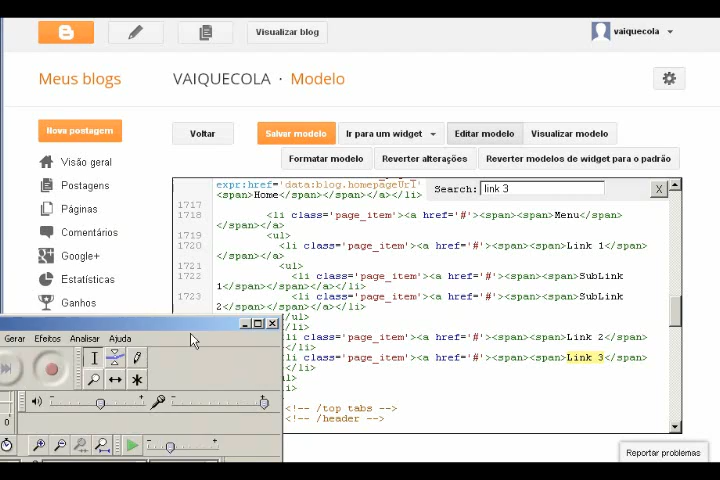 Visualizar blog
vaiquecola
Meus blogs
VAIQUECOLA · Modelo
Nova postagem
Voltar
Salvar modelo
Ir para um widget
Editar modelo
Visualizar modelo
Formatar modelo
Reverter alterações
Reverter modelos de widget para o padrão
Visão geral
Postagens
Páginas
Comentários
Google+
Estatísticas
Ganhos
Search: link 3
X
expr:href='data:blog.homepageUrl'
<span>Home</span></span></a></li>
1717
1718 <li class='page_item'><a href='#'><span><span>Menu</span>
</span></a>
1719 <ul>
1720 <li class='page_item'><a href='#'><span><span>Link 1</span>
</span></a>
1721 <ul>
1722 <li class='page_item'><a href='#'><span><span>SubLink
1</span></span></a></li>
1723 <li class='page_item'><a href='#'><span><span>SubLink
2</span></span></a></li>
/ul>
<li class='page_item'><a href='#'><span><span>Link 2</span>
></li>
<li class='page_item'><a href='#'><span><span>Link 3</span>
></li>
<!-- /top tabs -->
<!-- /header -->
Gerar Efeitos Analisar Ajuda
Reportar problemas